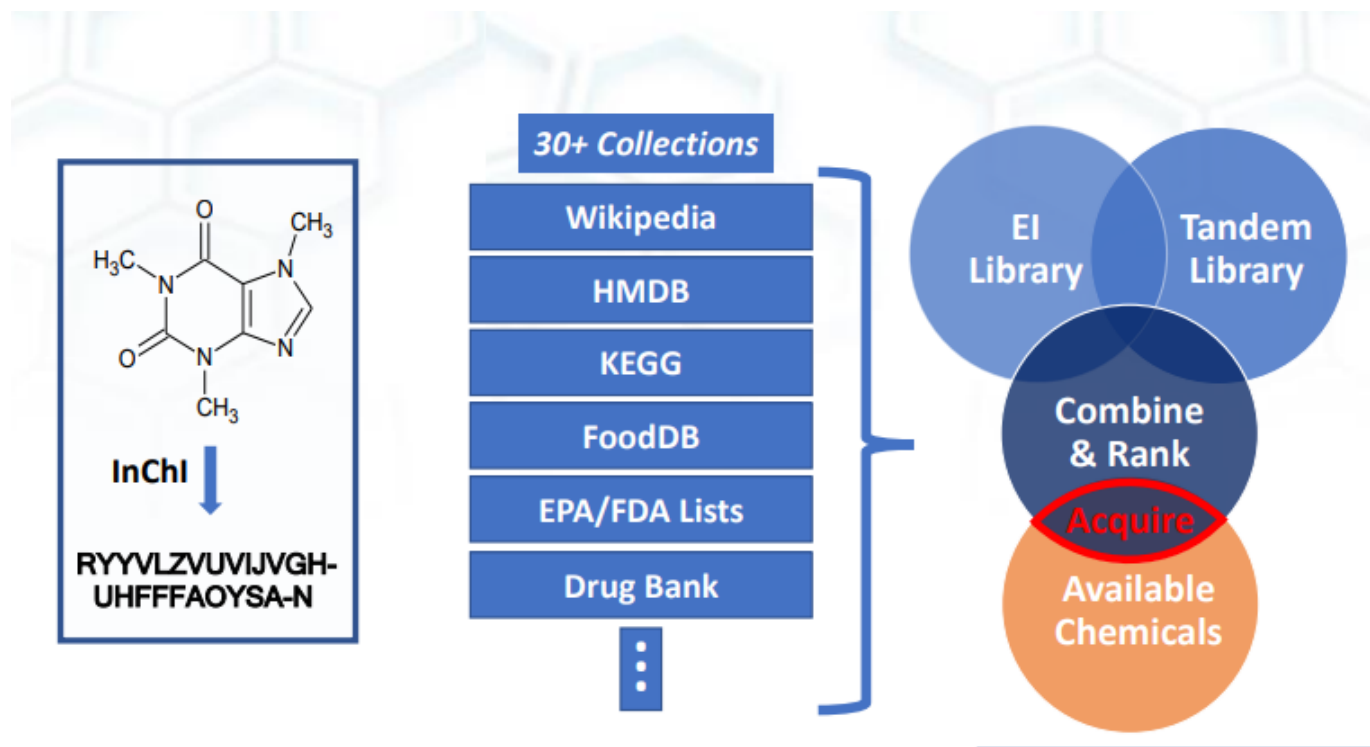 O
CH3
H3C
N
N
O
N
N
CH3
InChI
RYYVLZVUVIJVGH-
UHFFFAOYSA-N
30+ Collections
Wikipedia
HMDB
KEGG
FoodDB
EPA/FDA Lists
Drug Bank
EI
Library
Tandem
Library
Combine
& Rank
Acquire
Available
Chemicals